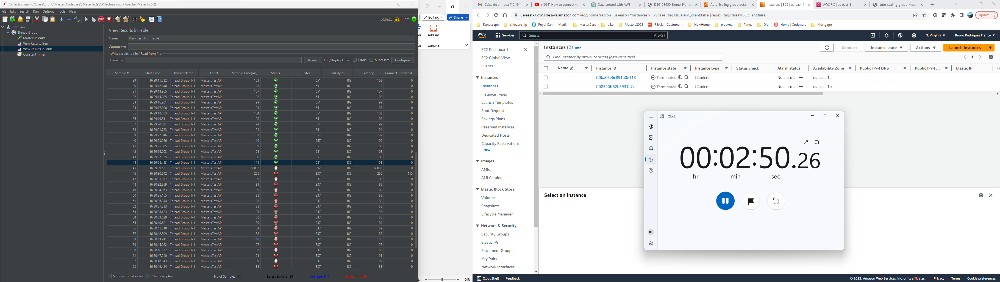 APITesting.jmx (C:\Users\Bruno\MastersCodeBase\JMeterTests\APITesting.jmx) - Apache JMeter (5.6.2)
File Edit Search Run Options Tools Help
00:02:20 1/1
Test Plan
Thread Group
MastersTestAPI
View Results Tree
View Results in Table
Constant Timer
View Results in Table
Name: View Results in Table
Comments:
Write results to file / Read from file
Filename Browse... Log/Display Only: Errors Successes Configure
Sample # Start Time Thread Name Label Sample Time(ms) Status Bytes Sent Bytes Latency Connect Time(ms)
29 16:29:11.732 Thread Group 1-1 MastersTestAPI 103 651 182 103 0
30 16:29:12.840 Thread Group 1-1 MastersTestAPI 113 651 182 113 0
31 16:29:13.965 Thread Group 1-1 MastersTestAPI 107 651 182 107 0
32 16:29:15.085 Thread Group 1-1 MastersTestAPI 102 651 182 102 0
33 16:29:16.201 Thread Group 1-1 MastersTestAPI 99 651 182 99 0
34 16:29:17.300 Thread Group 1-1 MastersTestAPI 103 651 182 103 0
35 16:29:18.403 Thread Group 1-1 MastersTestAPI 104 651 182 103 0
36 16:29:19.511 Thread Group 1-1 MastersTestAPI 108 651 182 108 0
37 16:29:20.631 Thread Group 1-1 MastersTestAPI 99 651 182 99 0
38 16:29:21.733 Thread Group 1-1 MastersTestAPI 104 651 182 104 0
39 16:29:22.846 Thread Group 1-1 MastersTestAPI 107 657 182 107 0
40 16:29:23.966 Thread Group 1-1 MastersTestAPI 110 657 182 109 0
41 16:29:25.085 Thread Group 1-1 MastersTestAPI 109 651 182 108 0
42 16:29:26.203 Thread Group 1-1 MastersTestAPI 108 651 182 108 0
43 16:29:27.325 Thread Group 1-1 MastersTestAPI 100 651 182 100 0
44 16:29:28.433 Thread Group 1-1 MastersTestAPI 111 651 182 101 0
45 16:29:29.551 Thread Group 1-1 MastersTestAPI 60082 292 182 60082 0
46 16:30:30.642 Thread Group 1-1 MastersTestAPI 205 337 182 205 115
47 16:30:31.857 Thread Group 1-1 MastersTestAPI 89 337 182 89 0
48 16:30:32.959 Thread Group 1-1 MastersTestAPI 89 337 182 89 0
49 16:30:34.063 Thread Group 1-1 MastersTestAPI 89 337 182 89 0
50 16:30:35.155 Thread Group 1-1 MastersTestAPI 88 337 182 88 0
51 16:30:36.244 Thread Group 1-1 MastersTestAPI 88 337 182 88 0
52 16:30:37.333 Thread Group 1-1 MastersTestAPI 88 337 182 88 0
53 16:30:38.423 Thread Group 1-1 MastersTestAPI 93 337 182 93 0
54 16:30:39.529 Thread Group 1-1 MastersTestAPI 88 337 182 88 0
55 16:30:40.621 Thread Group 1-1 MastersTestAPI 89 337 182 89 0
56 16:30:41.718 Thread Group 1-1 MastersTestAPI 89 337 182 89 0
57 16:30:42.809 Thread Group 1-1 MastersTestAPI 88 337 182 88 0
58 16:30:43.911 Thread Group 1-1 MastersTestAPI 110 337 182 110 0
59 16:30:45.032 Thread Group 1-1 MastersTestAPI 97 337 182 97 0
60 16:30:46.137 Thread Group 1-1 MastersTestAPI 88 337 182 88 0
61 16:30:47.240 Thread Group 1-1 MastersTestAPI 91 337 182 91 0
62 16:30:48.343 Thread Group 1-1 MastersTestAPI 89 337 182 89 0
63 16:30:49.434 Thread Group 1-1 MastersTestAPI 88 337 182 88 0
Scroll automatically? Child samples? No of Samples 71 Latest Sample 88 Average 947 Deviation 7067
Editing Share
or Add-ins
or Add-ins
100%
Caixa de entrada (16.194) (1061) How to connect to Data control with AWS D16128650_Bruno_Franco Auto Scaling group detail Instances | EC2 | us-east-1 AWS FIS | us-east-1 auto-scaling-group-maste
us-east-1.console.aws.amazon.com/ec2/home?region=us-east-1#Instances:v=3;$case=tags:true%5C,client:false;$regex=tags:false%5C,client:false Update
Runescape citizenship Royal Canin - Medi... MasterCard bike Masters2023 RSA.ie - Customer... NewHome plusAna filmes Diet Home | Codewars Mortgage
aws Services Search [Alt+S] N. Virginia Bruno Rodrigues Franco
EC2 Dashboard
EC2 Global View
Events
Instances
Instances
Instance Types
Launch Templates
Spot Requests
Savings Plans
Reserved Instances
Dedicated Hosts
Capacity Reservations
New
Images
AMIs
AMI Catalog
Elastic Block Store
Volumes
Snapshots
Lifecycle Manager
Network & Security
Security Groups
Elastic IPs
Placement Groups
Key Pairs
Network Interfaces
Instances (2) Info Connect Instance state Actions Launch instances
Find Instance by attribute or tag (case-sensitive) 1
Name Instance ID Instance state Instance type Status check Alarm status Availability Zone Public IPv4 DNS Public IPv4 ... Elastic IP IP
i-0ba06e6c851b0e118 Terminated t2.micro – No alarms us-east-1a – – – –
i-02520ff52b3931a7c Terminated t2.micro – No alarms us-east-1b – – – –
Select an instance
Clock
00:02:50.26
hr min sec
BF
CloudShell Feedback © 2023, Amazon Web Services, Inc. or its affiliates. Privacy Terms Cookie preferences